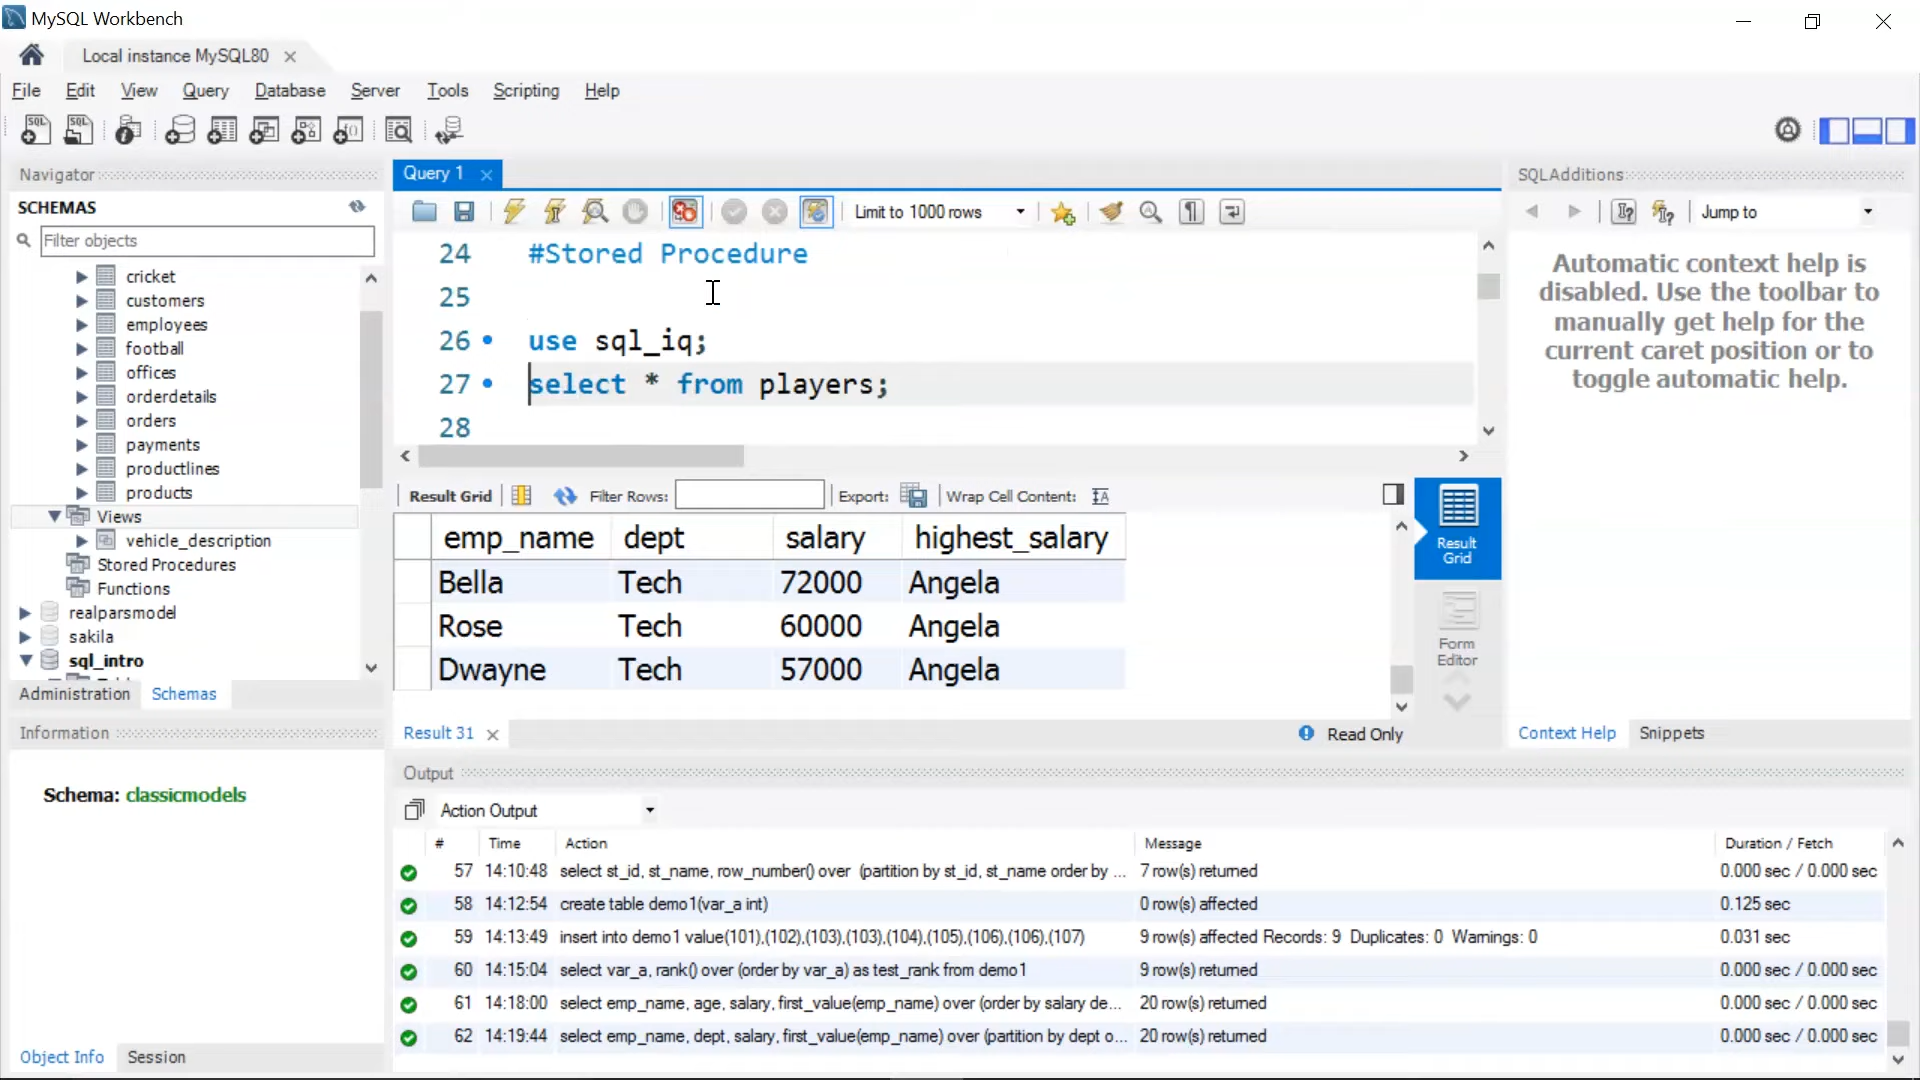 MySQL Workbench
Local instance MySQL80
File Edit View Query Database Server Tools Scripting Help
Navigator
SCHEMAS
Filter objects
cricket
customers
employees
football
offices
orderdetails
orders
payments
productlines
products
Views
vehicle_description
Stored Procedures
Functions
realparsmodel
sakila
sql_intro
Administration Schemas
Information
Schema: classicmodels
Object Info Session
Query 1
Limit to 1000 rows
24 #Stored Procedure
25
26 use sql_iq;
27 select * from players;
28
Result Grid Filter Rows: Export: Wrap Cell Content:
emp_name dept salary highest_salary
Bella Tech 72000 Angela
Rose Tech 60000 Angela
Dwayne Tech 57000 Angela
Result Grid
Form Editor
Result 31 Read Only
SQLAdditions
Jump to
Automatic context help is
disabled. Use the toolbar to
manually get help for the
current caret position or to
toggle automatic help.
Context Help Snippets
Output
Action Output
# Time Action Message Duration / Fetch
57 14:10:48 select st_id, st_name, row_number() over (partition by st_id, st_name order by ... 7 row(s) returned 0.000 sec / 0.000 sec
58 14:12:54 create table demo1(var_a int) 0 row(s) affected 0.125 sec
59 14:13:49 insert into demo1 value(101),(102),(103),(103),(104),(105),(106),(106),(107) 9 row(s) affected Records: 9 Duplicates: 0 Warnings: 0 0.031 sec
60 14:15:04 select var_a, rank() over (order by var_a) as test_rank from demo1 9 row(s) returned 0.000 sec / 0.000 sec
61 14:18:00 select emp_name, age, salary, first_value(emp_name) over (order by salary de... 20 row(s) returned 0.000 sec / 0.000 sec
62 14:19:44 select emp_name, dept, salary, first_value(emp_name) over (partition by dept o... 20 row(s) returned 0.000 sec / 0.000 sec